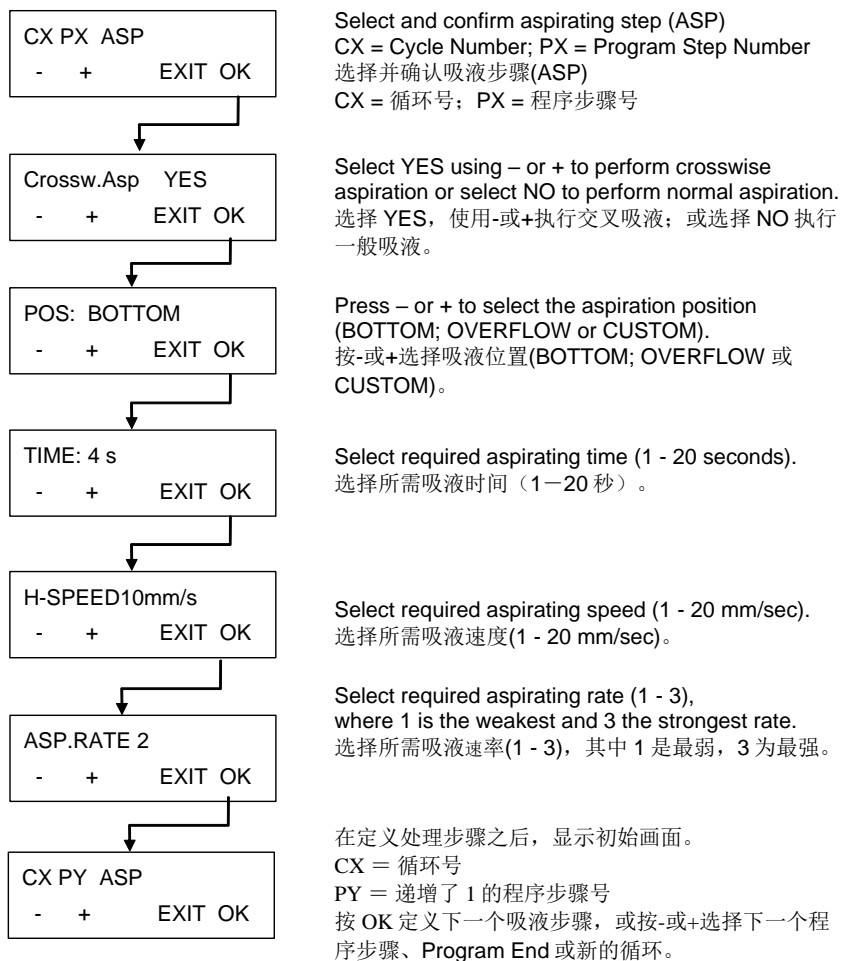 CX PX ASP
- + EXIT OK
Select and confirm aspirating step (ASP)
CX = Cycle Number; PX = Program Step Number
选择并确认吸液步骤(ASP)
CX = 循环号；PX = 程序步骤号
Crossw.Asp YES
- + EXIT OK
Select YES using – or + to perform crosswise
aspiration or select NO to perform normal aspiration.
选择 YES，使用-或+执行交叉吸液；或选择 NO 执行
一般吸液。
POS: BOTTOM
- + EXIT OK
Press – or + to select the aspiration position
(BOTTOM; OVERFLOW or CUSTOM).
按-或+选择吸液位置(BOTTOM; OVERFLOW 或
CUSTOM)。
TIME: 4 s
- + EXIT OK
Select required aspirating time (1 - 20 seconds).
选择所需吸液时间（1－20 秒）。
H-SPEED10mm/s
- + EXIT OK
Select required aspirating speed (1 - 20 mm/sec).
选择所需吸液速度(1 - 20 mm/sec)。
ASP.RATE 2
- + EXIT OK
Select required aspirating rate (1 - 3),
where 1 is the weakest and 3 the strongest rate.
选择所需吸液速率(1 - 3)，其中 1 是最弱，3 为最强。
CX PY ASP
- + EXIT OK
在定义处理步骤之后，显示初始画面。
CX ＝ 循环号
PY ＝ 递增了 1 的程序步骤号
按 OK 定义下一个吸液步骤，或按-或+选择下一个程
序步骤、Program End 或新的循环。